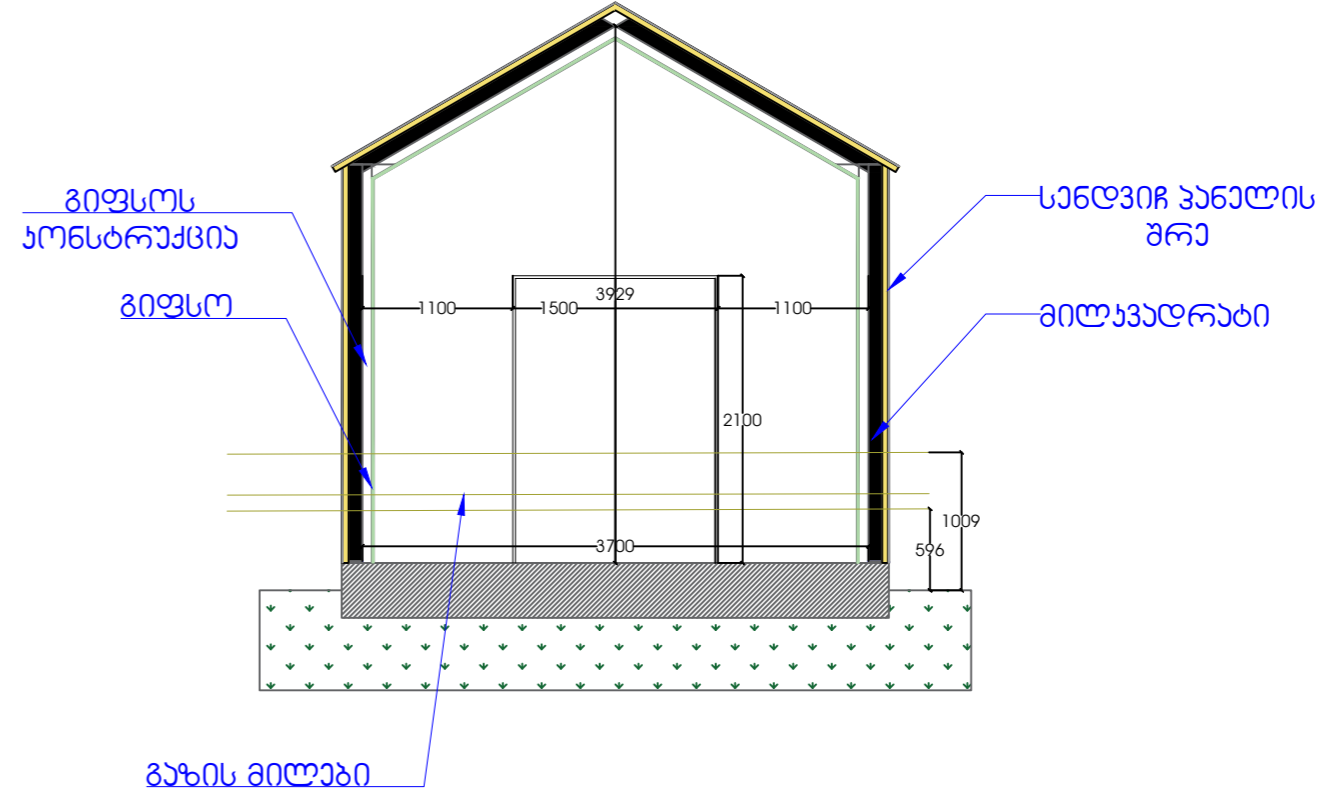 გიფსოს
კონსტრუქცია
გიფსო
სენდვიჩ პანელის
შრე
მილკვადრატი
3929
1100
1500
1100
2100
1009
596
3700
გაზის მილები